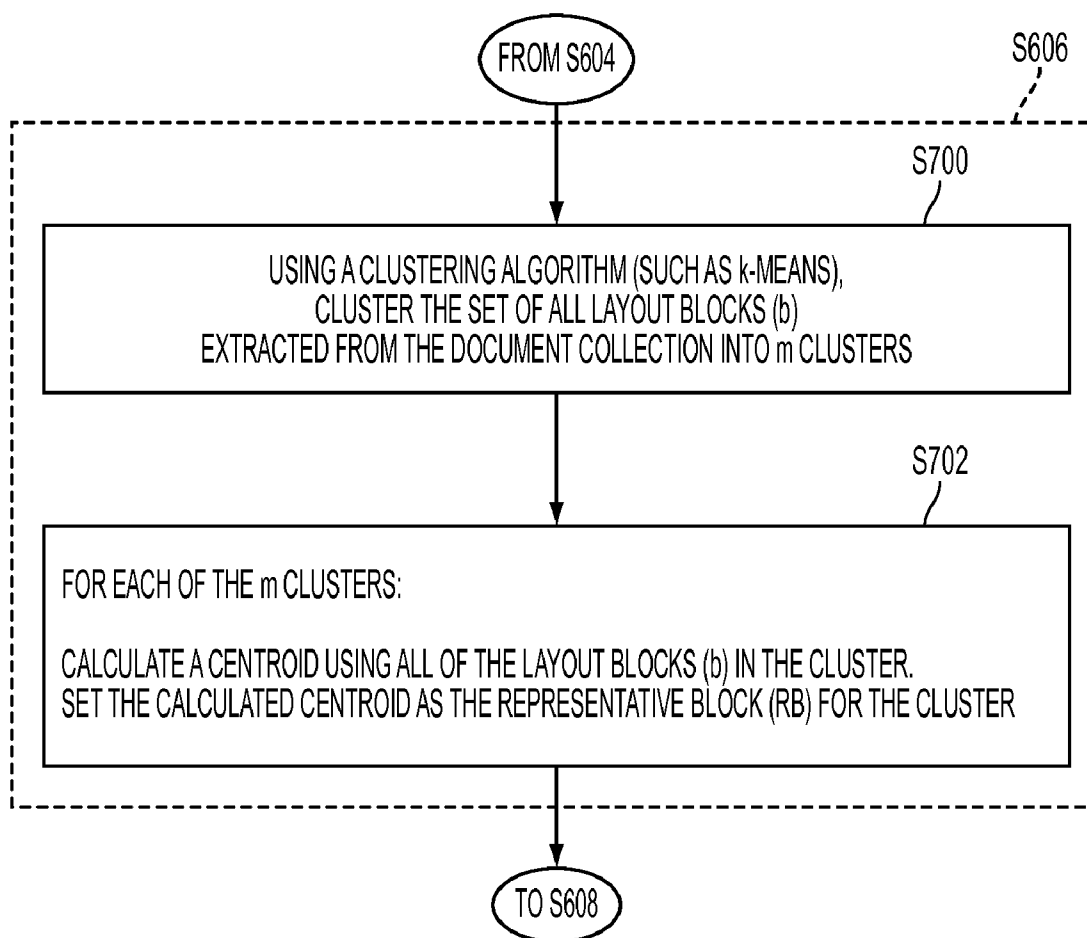 FROM S604
S606
S700
USING A CLUSTERING ALGORITHM (SUCH AS k-MEANS),
CLUSTER THE SET OF ALL LAYOUT BLOCKS (b)
EXTRACTED FROM THE DOCUMENT COLLECTION INTO m CLUSTERS
S702
FOR EACH OF THE m CLUSTERS:
CALCULATE A CENTROID USING ALL OF THE LAYOUT BLOCKS (b) IN THE CLUSTER.
SET THE CALCULATED CENTROID AS THE REPRESENTATIVE BLOCK (RB) FOR THE CLUSTER
TO S608